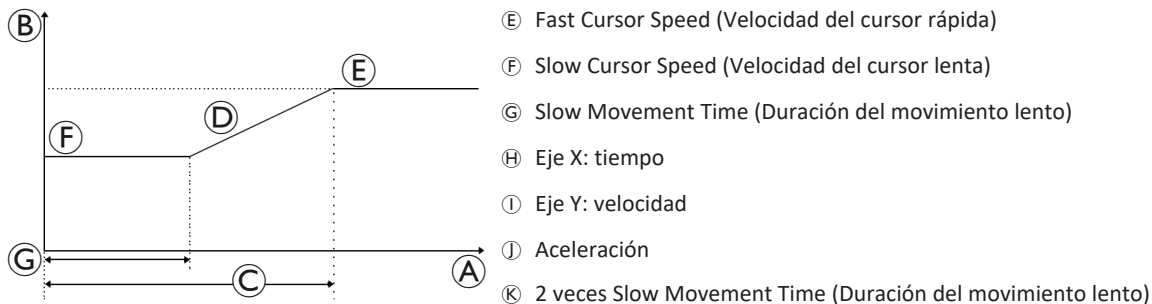 Ⓑ
Ⓔ
Ⓓ
Ⓕ
Ⓖ
Ⓐ
Ⓒ
Ⓔ Fast Cursor Speed (Velocidad del cursor rápida)
Ⓕ Slow Cursor Speed (Velocidad del cursor lenta)
Ⓖ Slow Movement Time (Duración del movimiento lento)
Ⓗ Eje X: tiempo
Ⓘ Eje Y: velocidad
Ⓙ Aceleración
Ⓚ 2 veces Slow Movement Time (Duración del movimiento lento)